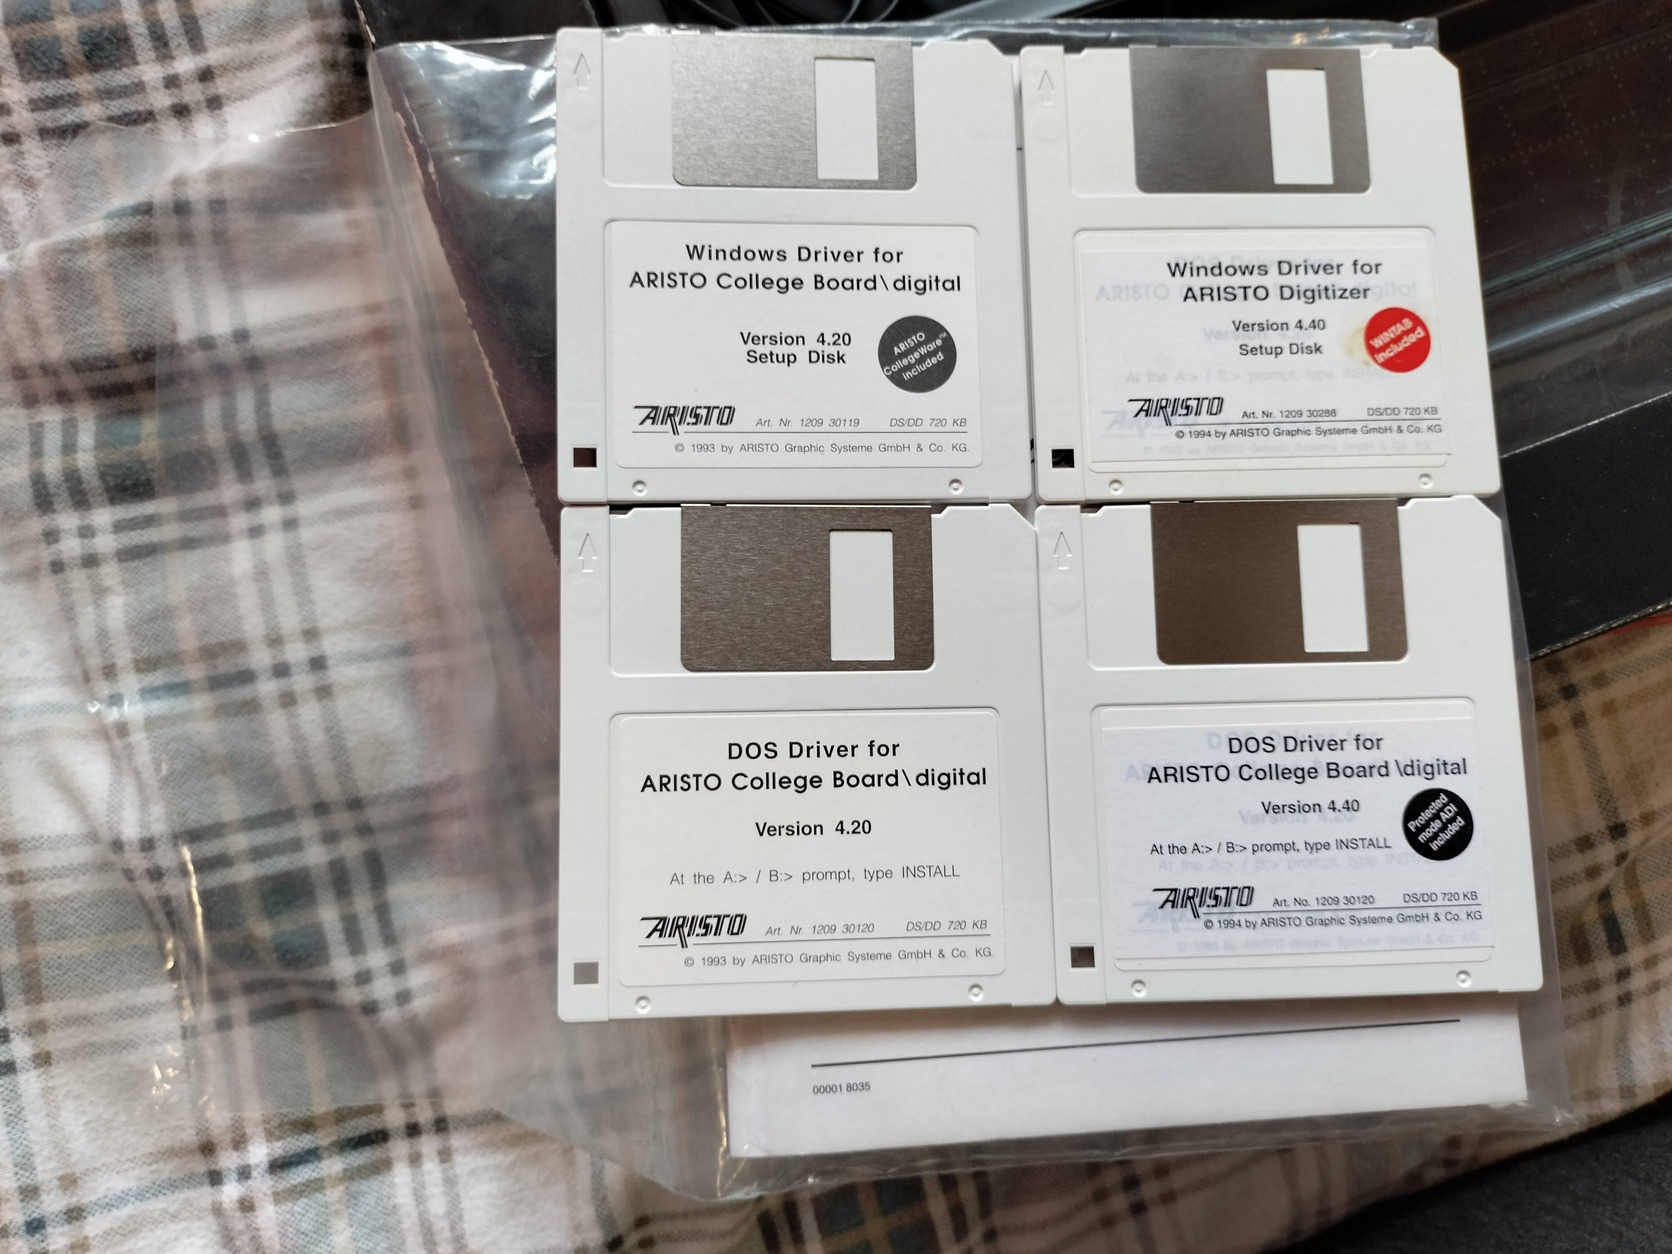 Windows Driver for
ARISTO College Board\digital
Version 4.20
Setup Disk
ARISTO
CollegeWare™
included
ARISTO
Art. Nr. 1209 30119
DS/DD 720 KB
© 1993 by ARISTO Graphic Systeme GmbH & Co. KG.
Windows Driver for
ARISTO Digitizer
Version 4.40
Setup Disk
WINTAB
included
ARISTO
Art. Nr. 1209 30288
DS/DD 720 KB
© 1994 by ARISTO Graphic Systeme GmbH & Co. KG
DOS Driver for
ARISTO College Board\digital
Version 4.20
At the A:> / B:> prompt, type INSTALL
ARISTO
Art. Nr. 1209 30120
DS/DD 720 KB
© 1993 by ARISTO Graphic Systeme GmbH & Co. KG.
DOS Driver for
ARISTO College Board \digital
Version 4.40
Protected
mode ADI
included
At the A:> / B:> prompt, type INSTALL
ARISTO
Art. No. 1209 30120
DS/DD 720 KB
© 1994 by ARISTO Graphic Systeme GmbH & Co. KG
00001 8035